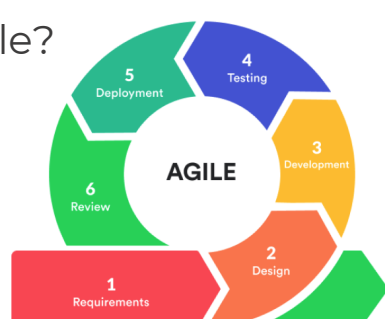 le?
4
Testing
5
Deployment
3
Development
AGILE
6
Review
2
Design
1
Requirements